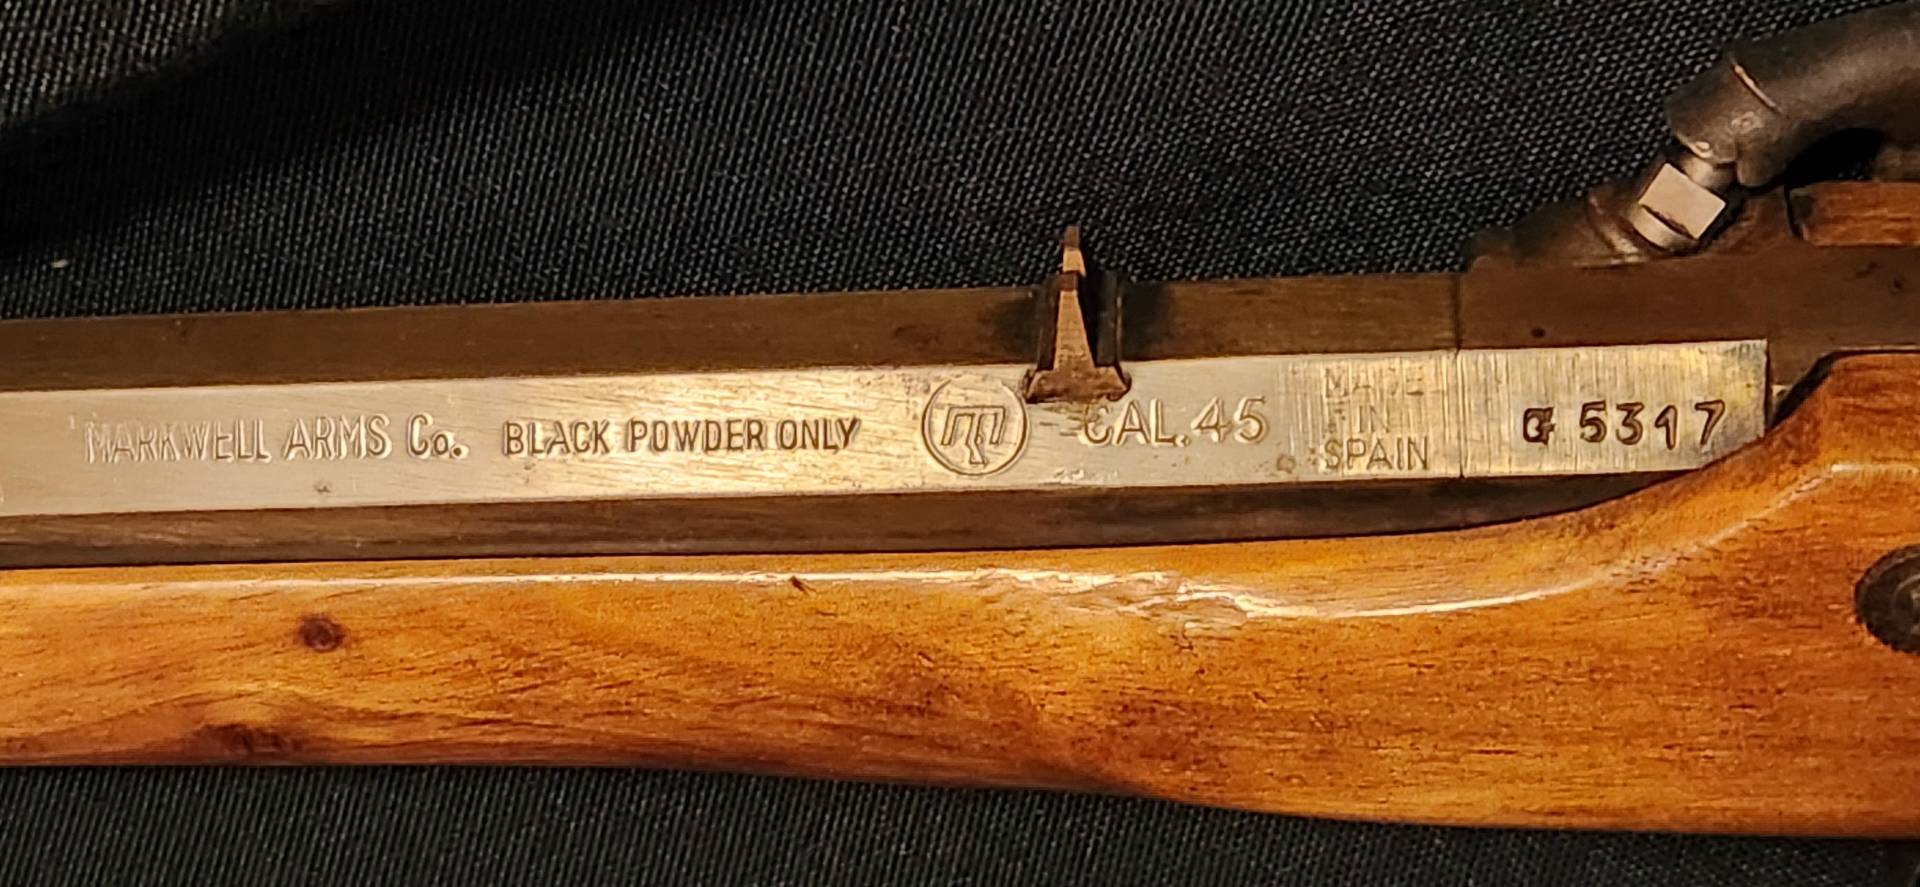 MARKWELL ARMS Co. BLACK POWDER ONLY CAL.45
MADE
IN
SPAIN
G 5317